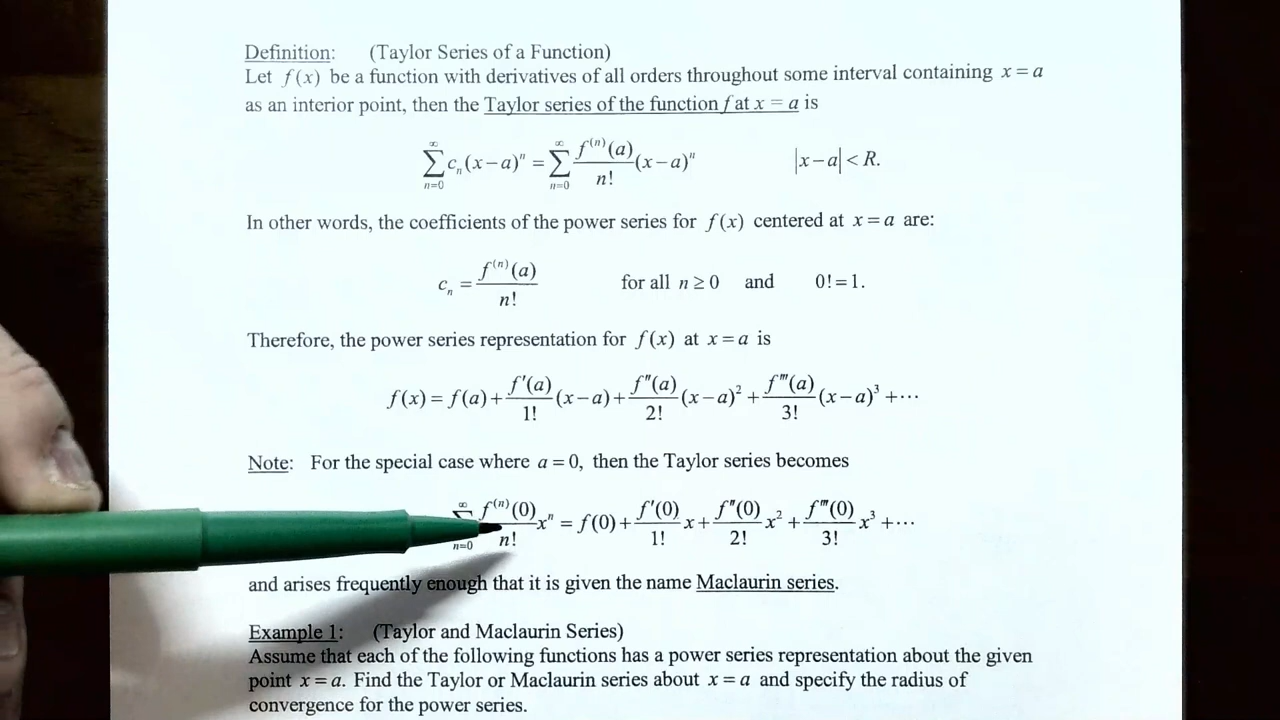 Definition: (Taylor Series of a Function)
Let f(x) be a function with derivatives of all orders throughout some interval containing x = a
as an interior point, then the Taylor series of the function f at x = a is
∑_{n=0}^{∞} c_n (x−a)^n = ∑_{n=0}^{∞} f^{(n)}(a)/n! (x−a)^n |x−a| < R.
In other words, the coefficients of the power series for f(x) centered at x = a are:
c_n = f^{(n)}(a)/n! for all n ≥ 0 and 0! = 1.
Therefore, the power series representation for f(x) at x = a is
f(x) = f(a) + f′(a)/1! (x−a) + f″(a)/2! (x−a)^2 + f‴(a)/3! (x−a)^3 + ⋯
Note: For the special case where a = 0, then the Taylor series becomes
∑_{n=0}^{∞} f^{(n)}(0)/n! x^n = f(0) + f′(0)/1! x + f″(0)/2! x^2 + f‴(0)/3! x^3 + ⋯
and arises frequently enough that it is given the name Maclaurin series.
Example 1: (Taylor and Maclaurin Series)
Assume that each of the following functions has a power series representation about the given
point x = a. Find the Taylor or Maclaurin series about x = a and specify the radius of
convergence for the power series.